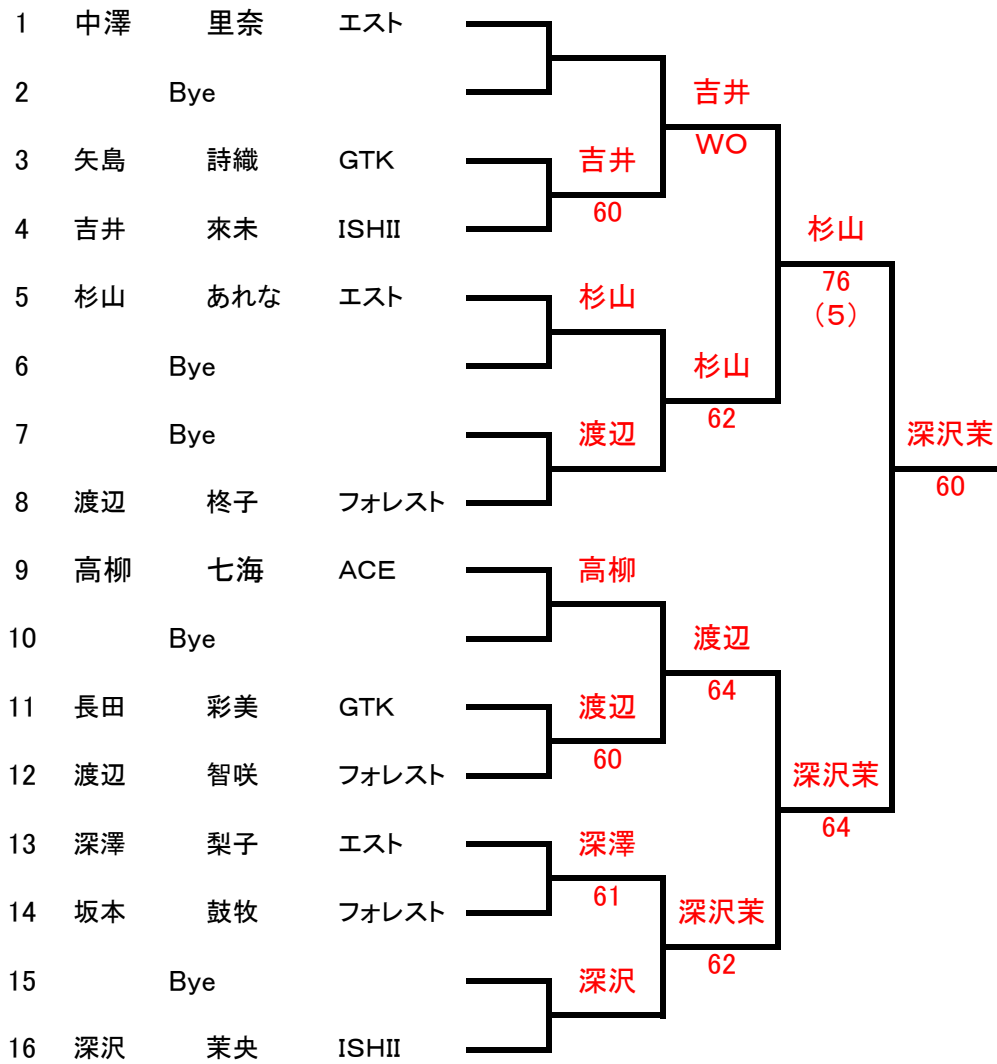 1 中澤 里奈 エスト
2 Bye 吉井
WO
3 矢島 詩織 GTK 吉井
60
4 吉井 來未 ISHII 杉山
76
(5)
5 杉山 あれな エスト 杉山
6 Bye 杉山
62
7 Bye 渡辺 深沢茉
60
8 渡辺 柊子 フォレスト
9 高柳 七海 ACE 高柳
10 Bye 渡辺
64
11 長田 彩美 GTK 渡辺
60
12 渡辺 智咲 フォレスト 深沢茉
64
13 深澤 梨子 エスト 深澤
61
14 坂本 鼓牧 フォレスト 深沢茉
62
15 Bye 深沢
16 深沢 茉央 ISHII